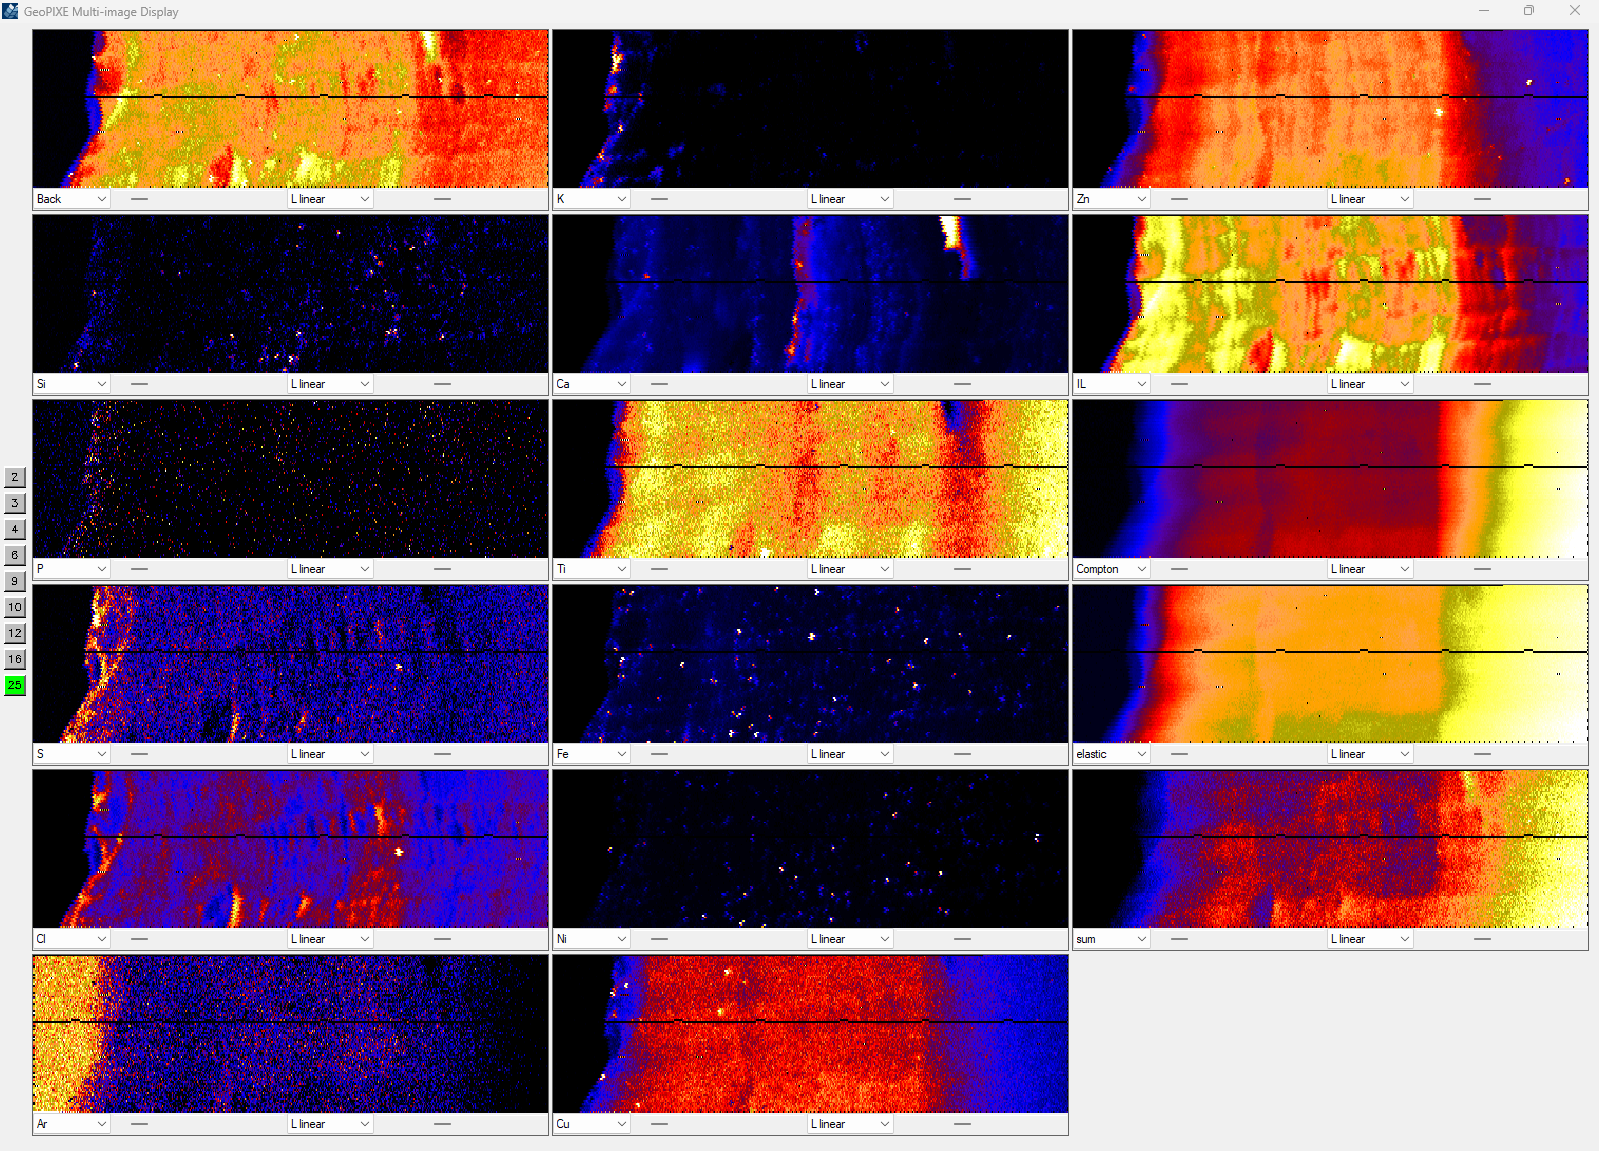 GeoPIXE Multi-image Display
Back L linear
K L linear
Zn L linear
Si L linear
Ca L linear
IL L linear
P L linear
Ti L linear
Compton L linear
S L linear
Fe L linear
elastic L linear
Cl L linear
Ni L linear
sum L linear
Ar L linear
Cu L linear
2
3
4
6
9
10
12
16
25